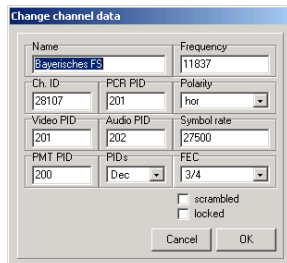 Change channel data
Name Frequency
Bayerisches FS 11837
Ch. ID PCR PID Polarity
28107 201 hor
Video PID Audio PID Symbol rate
201 202 27500
PMT PID PIDs FEC
200 Dec 3/4
scrambled
locked
Cancel OK